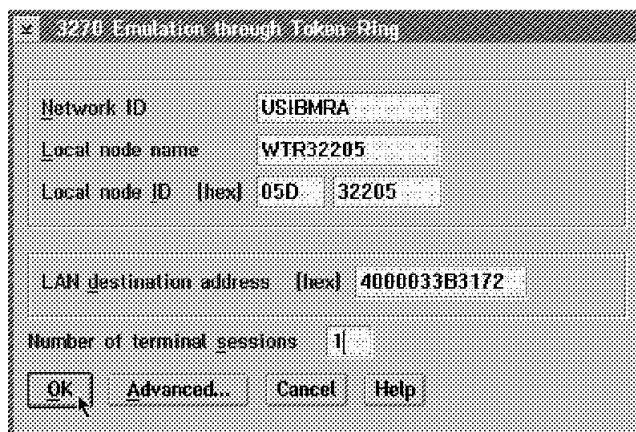 3270 Emulation through Token-Ring
Network ID USIBMRA
Local node name WTR32205
Local node ID (hex) 05D 32205
LAN destination address (hex) 4000033B3172
Number of terminal sessions 1
OK Advanced... Cancel Help